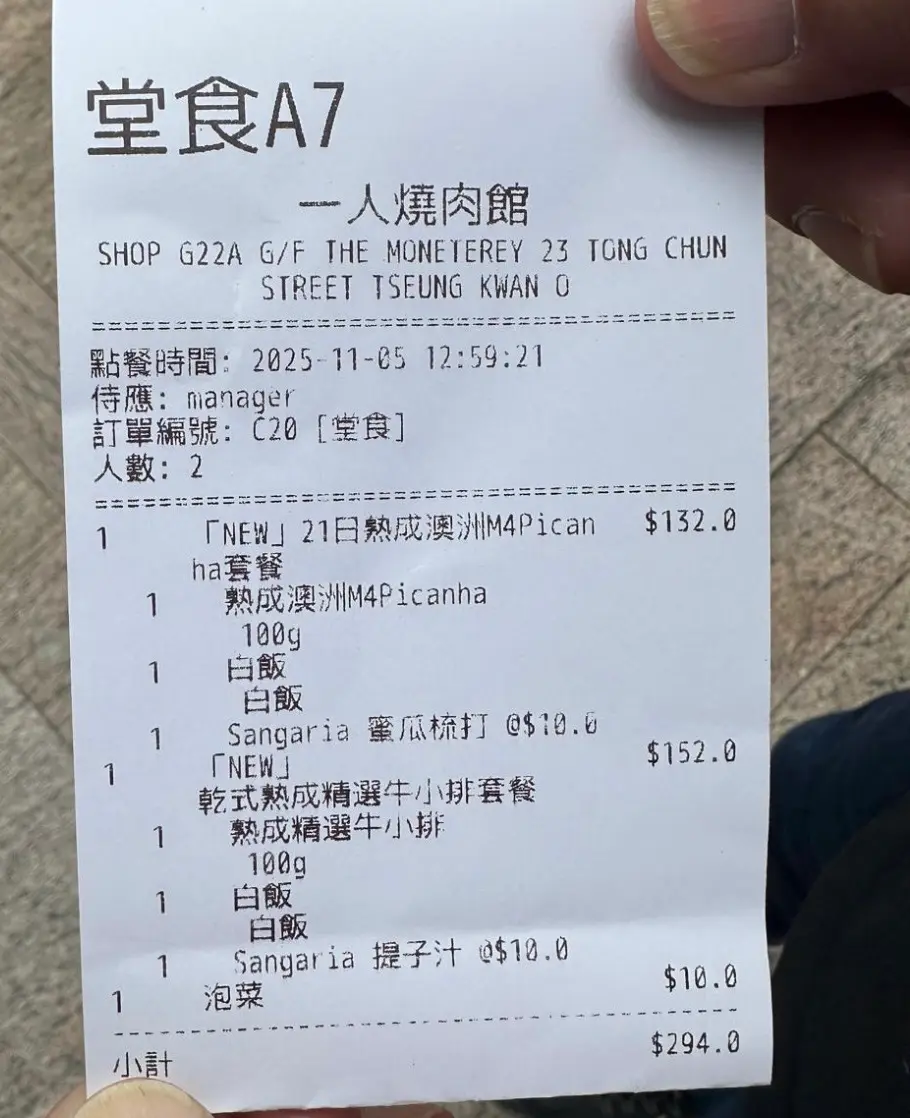 堂食A7
一人燒肉館
SHOP G22A G/F THE MONETEREY 23 TONG CHUN
STREET TSEUNG KWAN O
點餐時間: 2025-11-05 12:59:21
侍應: manager
訂單編號: C20 [堂食]
人數: 2
1 「NEW」21日熟成澳洲M4Pican $132.0
ha套餐
1 熟成澳洲M4Picanha
100g
1 白飯
白飯
1 Sangaria 蜜瓜梳打 @$10.0
1 「NEW」 $152.0
乾式熟成精選牛小排套餐
1 熟成精選牛小排
100g
1 白飯
白飯
1 Sangaria 提子汁 @$10.0
1 泡菜 $10.0
小計 $294.0